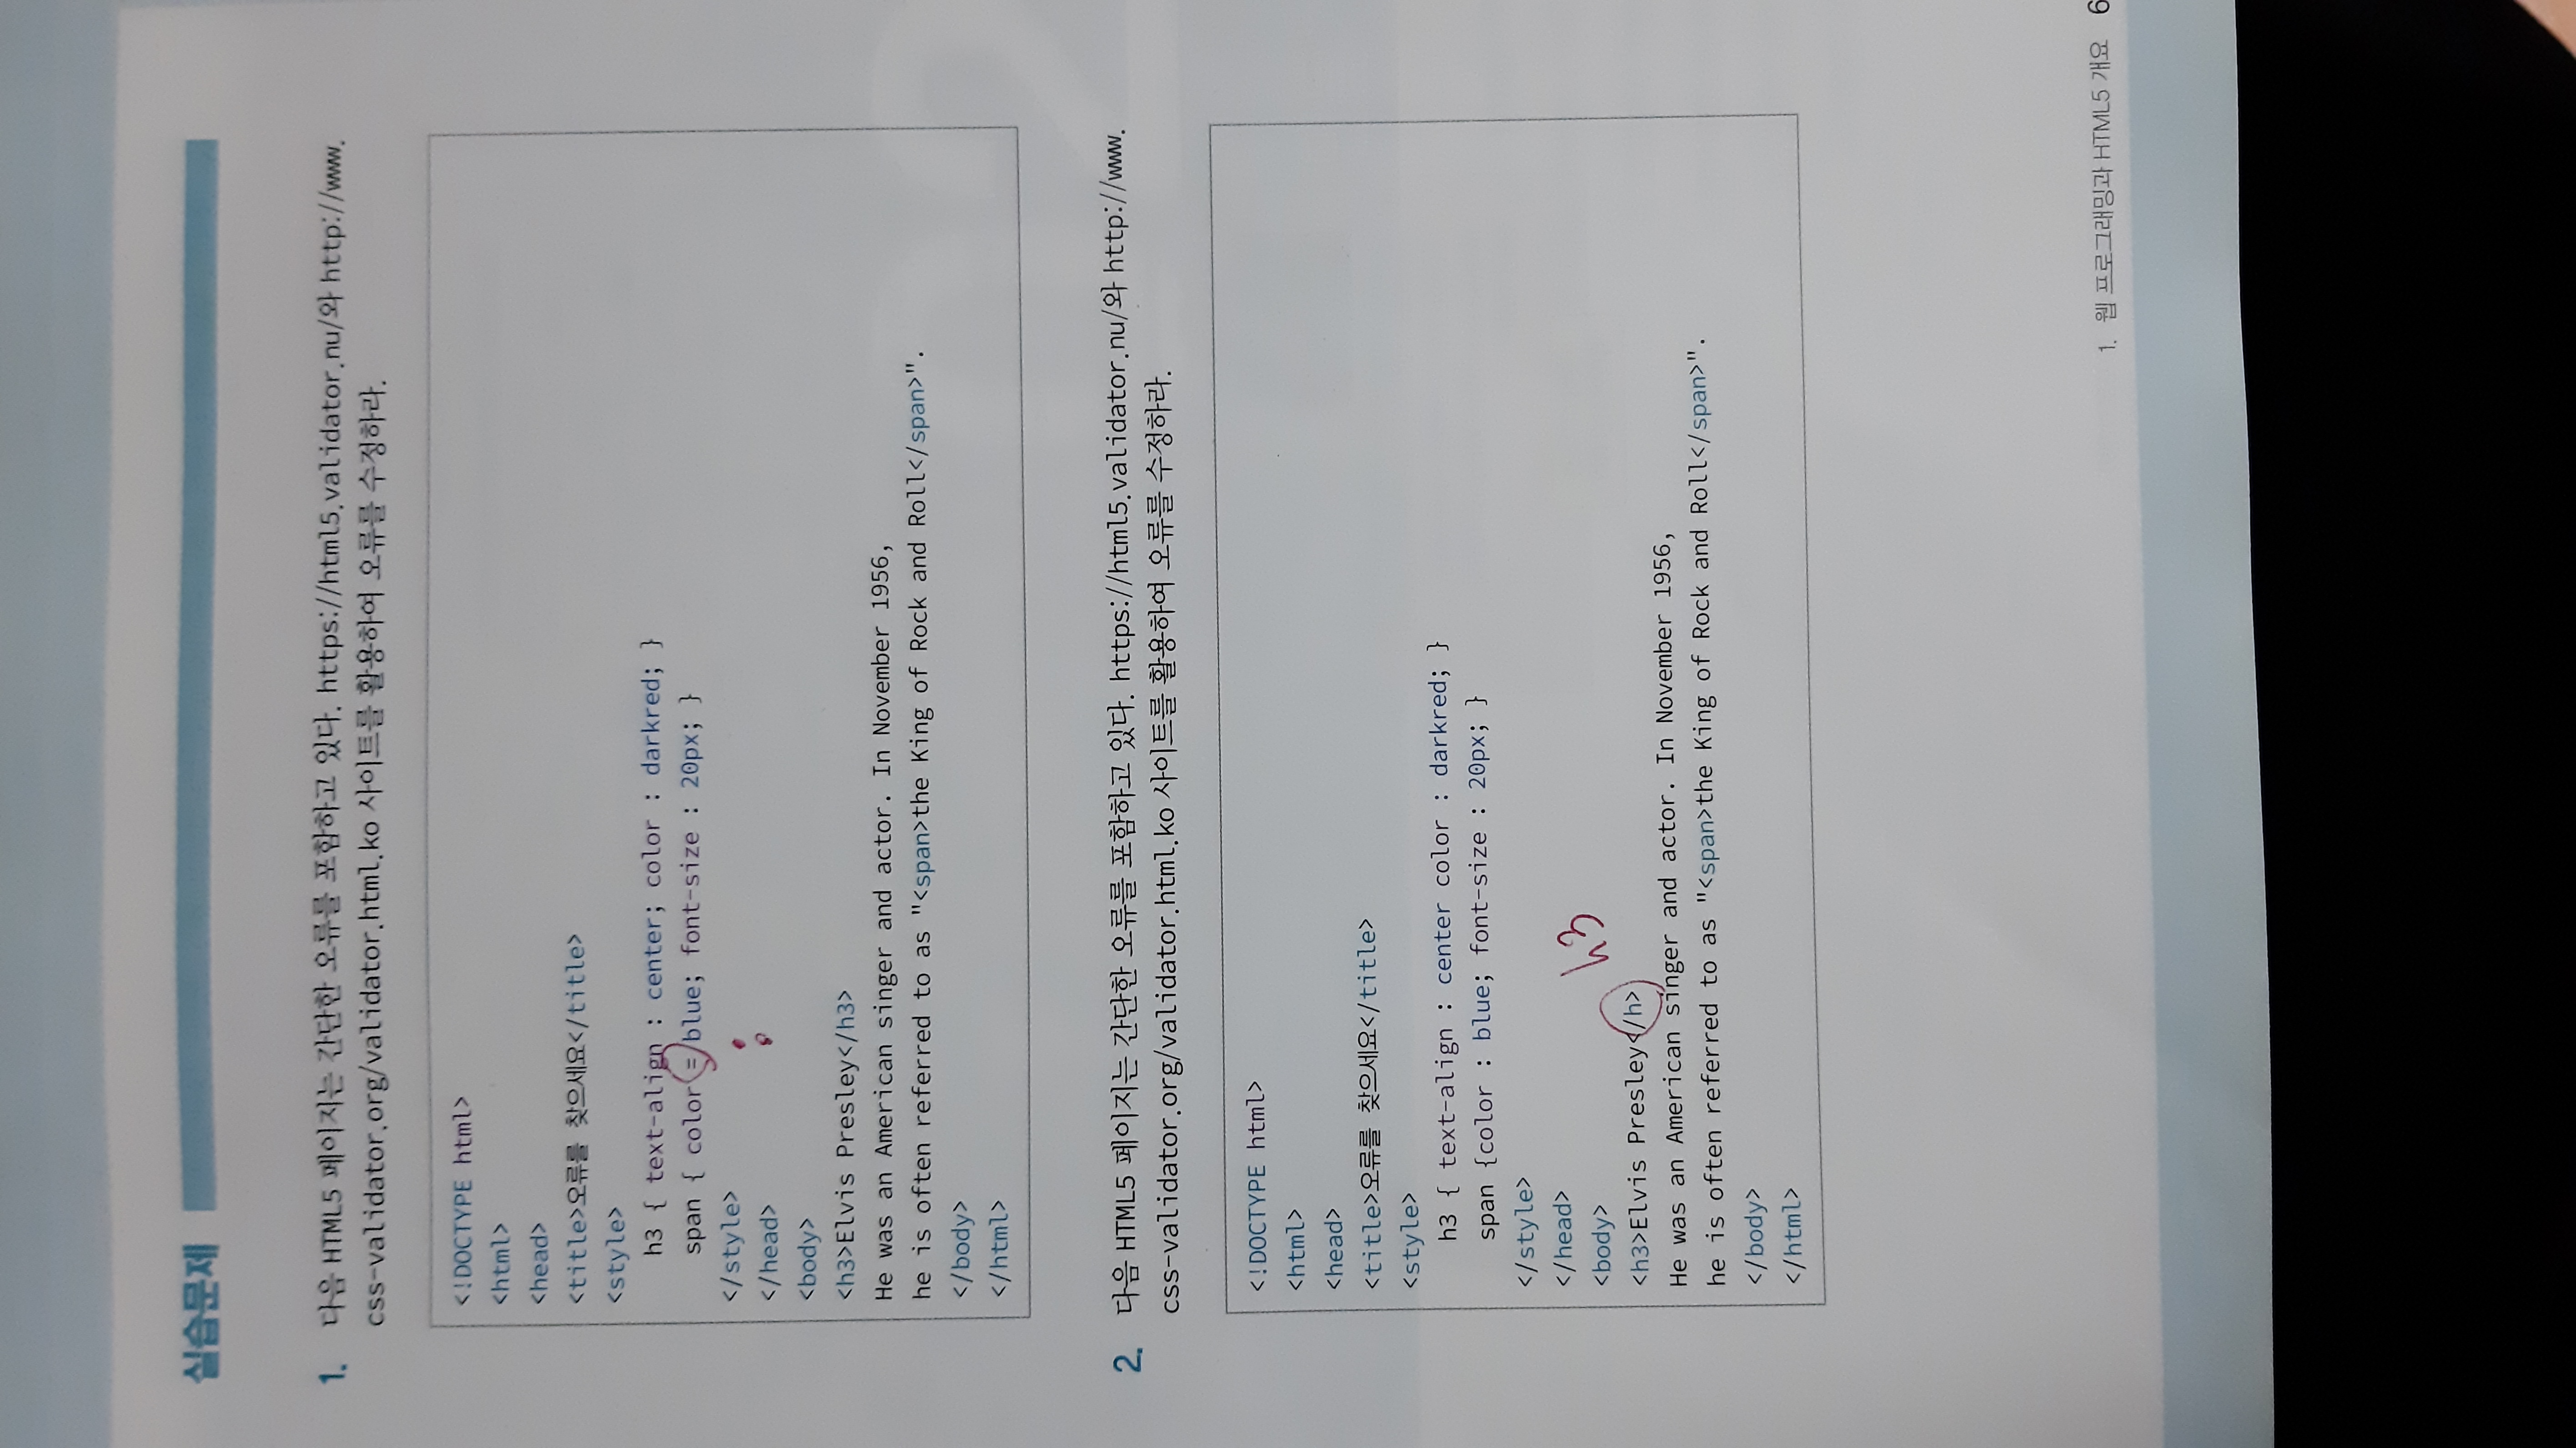 실습문제
1. 다음 HTML5 페이지는 간단한 오류를 포함하고 있다. https://html5.validator.nu/와 http://www.
css-validator.org/validator.html.ko 사이트를 활용하여 오류를 수정하라.
<!DOCTYPE html>
<html>
<head>
<title>오류를 찾으세요</title>
<style>
h3 { text-align : center; color : darkred; }
span { color = blue; font-size : 20px; }
:
</style>
</head>
<body>
<h3>Elvis Presley</h3>
He was an American singer and actor. In November 1956,
he is often referred to as "<span>the King of Rock and Roll</span>".
</body>
</html>
2. 다음 HTML5 페이지는 간단한 오류를 포함하고 있다. https://html5.validator.nu/와 http://www.
css-validator.org/validator.html.ko 사이트를 활용하여 오류를 수정하라.
<!DOCTYPE html>
<html>
<head>
<title>오류를 찾으세요</title>
<style>
h3 { text-align : center color : darkred; }
span {color : blue; font-size : 20px; }
</style>
</head>
<body>
h3
<h3>Elvis Presley</h>
He was an American singer and actor. In November 1956,
he is often referred to as "<span>the King of Rock and Roll</span>".
</body>
</html>
1. 웹 프로그래밍과 HTML5 개요 6